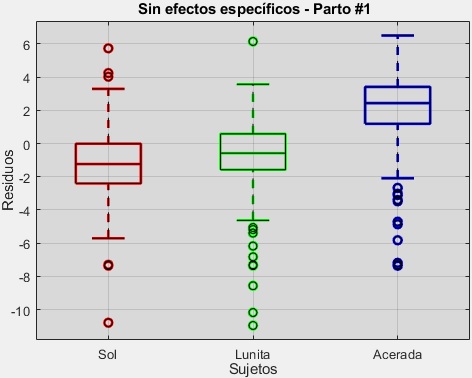 Sin efectos específicos - Parto #1
Residuos
6
4
2
0
-2
-4
-6
-8
-10
Sol Lunita Acerada
Sujetos